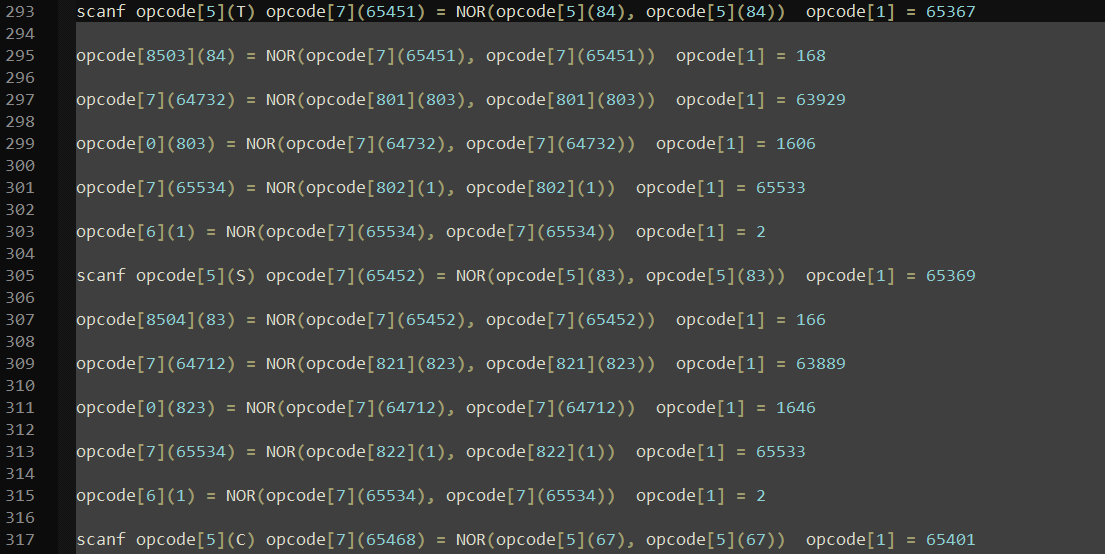 293 scanf opcode[5](T) opcode[7](65451) = NOR(opcode[5](84), opcode[5](84))  opcode[1] = 65367
294
295 opcode[8503](84) = NOR(opcode[7](65451), opcode[7](65451))  opcode[1] = 168
296
297 opcode[7](64732) = NOR(opcode[801](803), opcode[801](803))  opcode[1] = 63929
298
299 opcode[0](803) = NOR(opcode[7](64732), opcode[7](64732))  opcode[1] = 1606
300
301 opcode[7](65534) = NOR(opcode[802](1), opcode[802](1))  opcode[1] = 65533
302
303 opcode[6](1) = NOR(opcode[7](65534), opcode[7](65534))  opcode[1] = 2
304
305 scanf opcode[5](S) opcode[7](65452) = NOR(opcode[5](83), opcode[5](83))  opcode[1] = 65369
306
307 opcode[8504](83) = NOR(opcode[7](65452), opcode[7](65452))  opcode[1] = 166
308
309 opcode[7](64712) = NOR(opcode[821](823), opcode[821](823))  opcode[1] = 63889
310
311 opcode[0](823) = NOR(opcode[7](64712), opcode[7](64712))  opcode[1] = 1646
312
313 opcode[7](65534) = NOR(opcode[822](1), opcode[822](1))  opcode[1] = 65533
314
315 opcode[6](1) = NOR(opcode[7](65534), opcode[7](65534))  opcode[1] = 2
316
317 scanf opcode[5](C) opcode[7](65468) = NOR(opcode[5](67), opcode[5](67))  opcode[1] = 65401